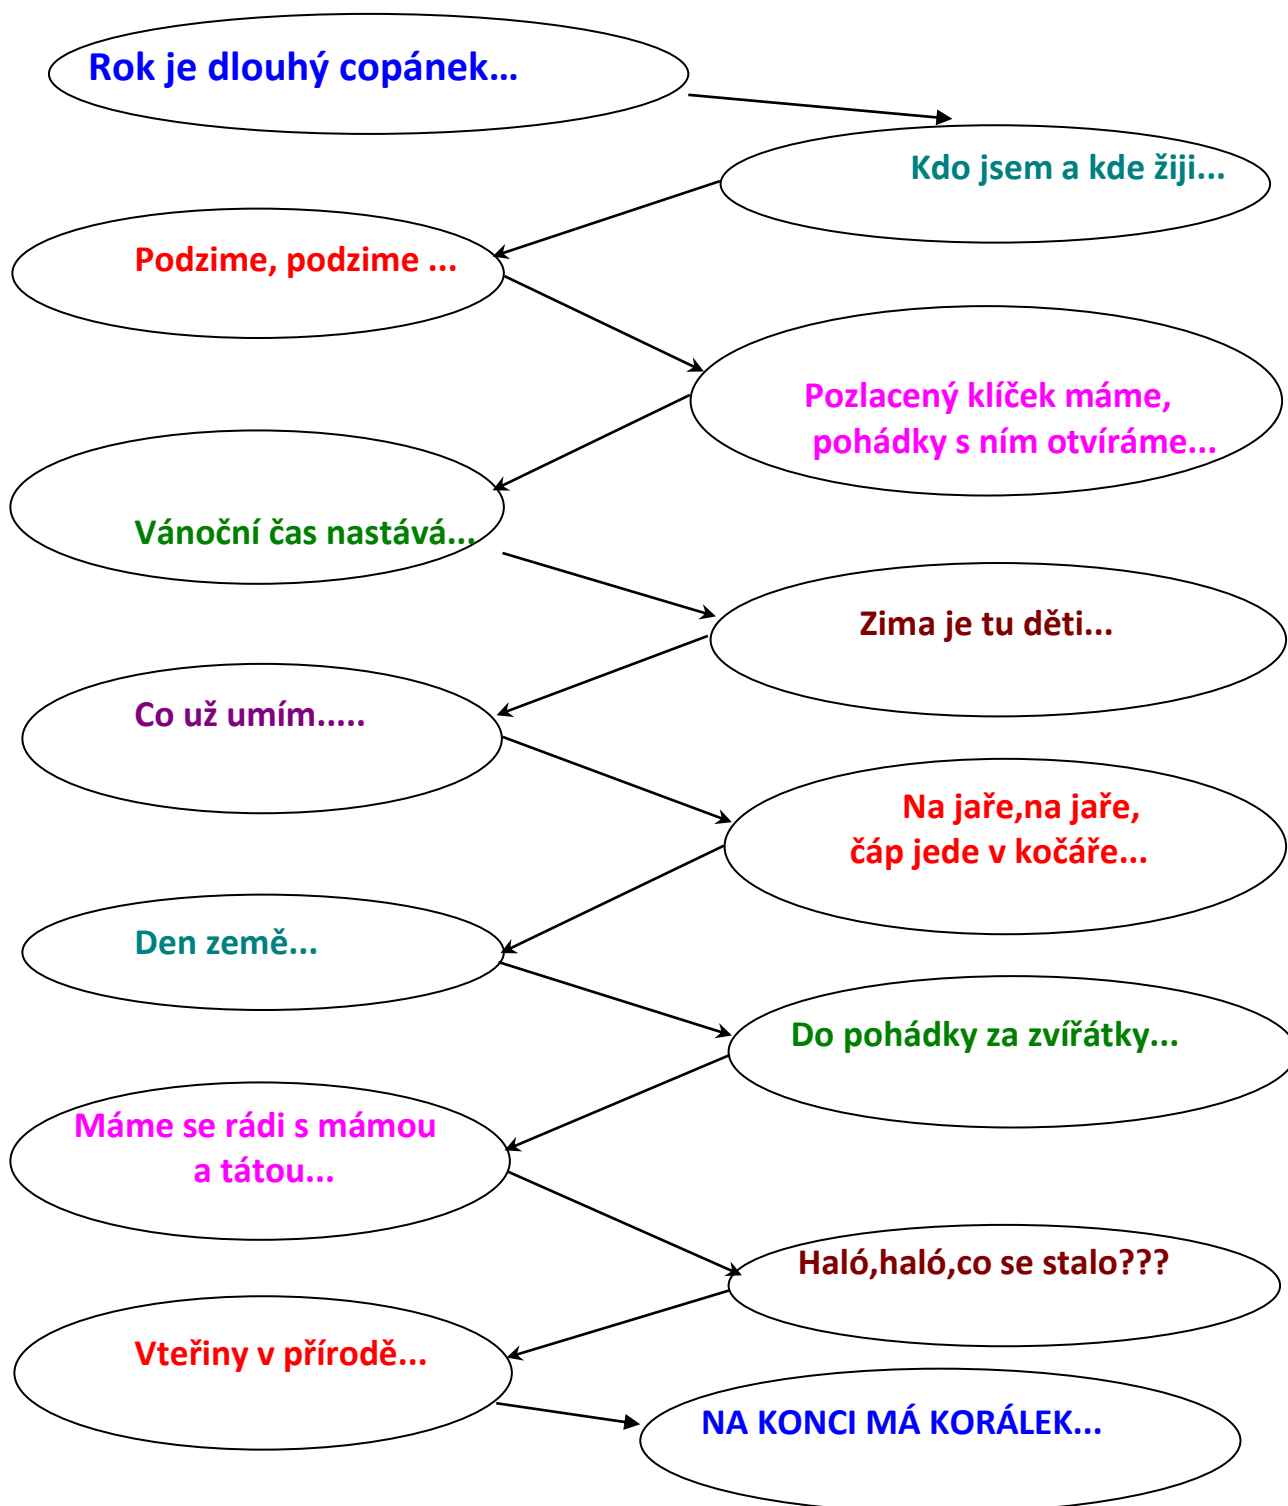 Rok je dlouhý copánek...
Kdo jsem a kde žiji...
Podzime, podzime ...
Pozlacený klíček máme,
pohádky s ním otvíráme...
Vánoční čas nastává...
Zima je tu děti...
Co už umím.....
Na jaře,na jaře,
čáp jede v kočáře...
Den země...
Do pohádky za zvířátky...
Máme se rádi s mámou
a tátou...
Haló,haló,co se stalo???
Vteřiny v přírodě...
NA KONCI MÁ KORÁLEK...